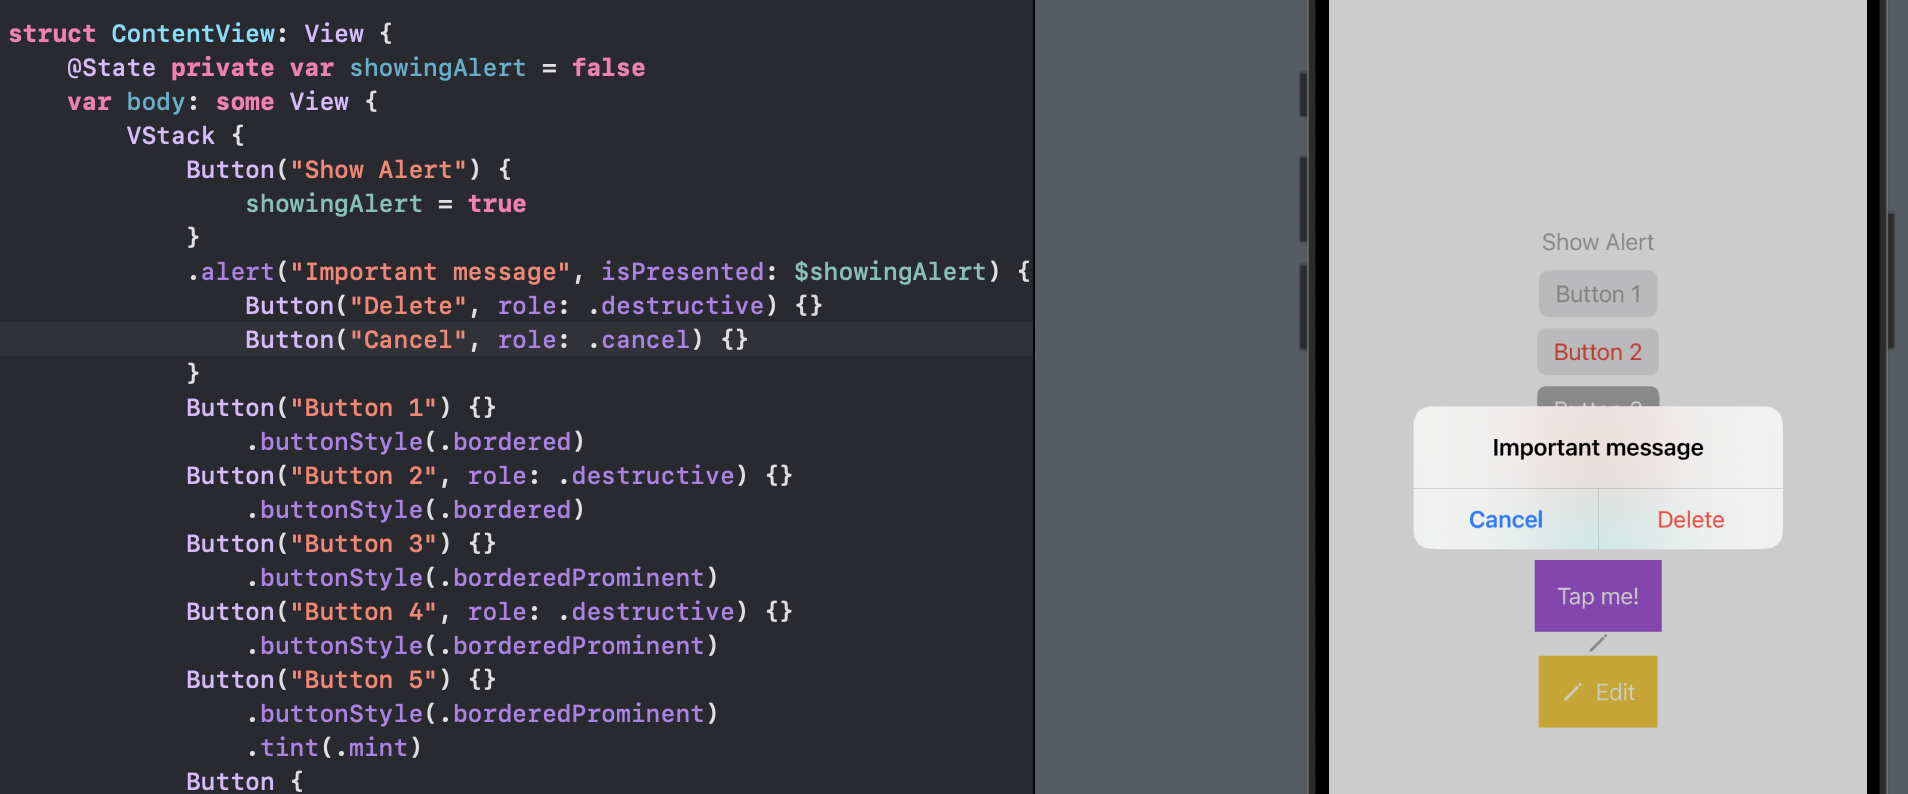 struct ContentView: View {
@State private var showingAlert = false
var body: some View {
VStack {
Button("Show Alert") {
showingAlert = true
}
.alert("Important message", isPresented: $showingAlert) {
Button("Delete", role: .destructive) {}
Button("Cancel", role: .cancel) {}
}
Button("Button 1") {}
.buttonStyle(.bordered)
Button("Button 2", role: .destructive) {}
.buttonStyle(.bordered)
Button("Button 3") {}
.buttonStyle(.borderedProminent)
Button("Button 4", role: .destructive) {}
.buttonStyle(.borderedProminent)
Button("Button 5") {}
.buttonStyle(.borderedProminent)
.tint(.mint)
Button {
Show Alert
Button 1
Button 2
Important message
Cancel Delete
Tap me!
Edit